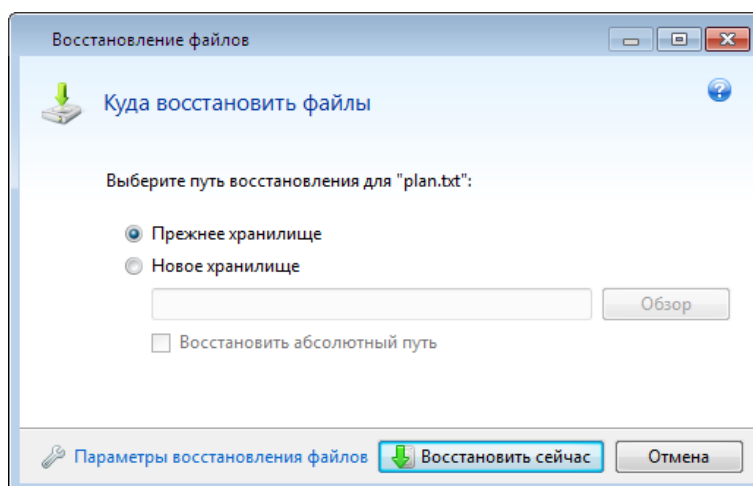 Восстановление файлов
Куда восстановить файлы
Выберите путь восстановления для "plan.txt":
Прежнее хранилище
Новое хранилище
Обзор
Восстановить абсолютный путь
Параметры восстановления файлов Восстановить сейчас Отмена